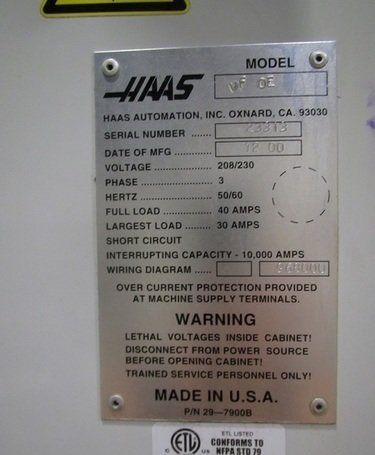 MODEL
HAAS VF OE
HAAS AUTOMATION, INC. OXNARD, CA. 93030
SERIAL NUMBER ...... 23313
DATE OF MFG ............ 12 00
VOLTAGE ................. 208/230
PHASE ...................... 3
HERTZ ....................... 50/60
FULL LOAD ............... 40 AMPS
LARGEST LOAD ........ 30 AMPS
SHORT CIRCUIT
INTERRUPTING CAPACITY - 10,000 AMPS
WIRING DIAGRAM .....
OVER CURRENT PROTECTION PROVIDED
AT MACHINE SUPPLY TERMINALS.
WARNING
LETHAL VOLTAGES INSIDE CABINET!
DISCONNECT FROM POWER SOURCE
BEFORE OPENING CABINET!
TRAINED SERVICE PERSONNEL ONLY!
MADE IN U.S.A.
P/N 29-7900B
ETL LISTED
CONFORMS TO
NFPA STD 79
ETL
US